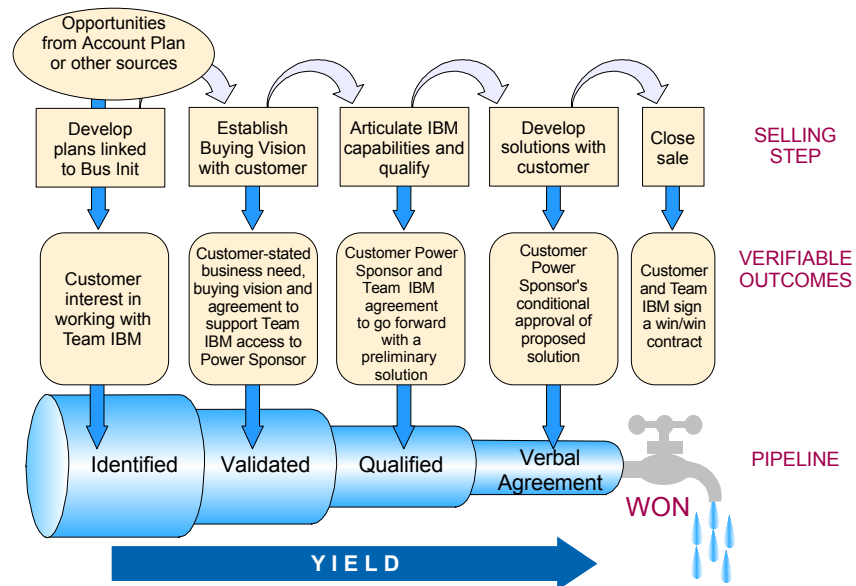 Opportunities
from Account Plan
or other sources
Develop
plans linked
to Bus Init
Establish
Buying Vision
with customer
Articulate IBM
capabilities and
qualify
Develop
solutions with
customer
Close
sale
SELLING
STEP
Customer
interest in
working with
Team IBM
Customer-stated
business need,
buying vision and
agreement to
support Team
IBM access to
Power Sponsor
Customer Power
Sponsor and
Team IBM
agreement
to go forward
with a
preliminary
solution
Customer
Power
Sponsor's
conditional
approval of
proposed
solution
Customer
and Team
IBM sign
a win/win
contract
VERIFIABLE
OUTCOMES
Identified
Validated
Qualified
Verbal
Agreement
WON
PIPELINE
YIELD